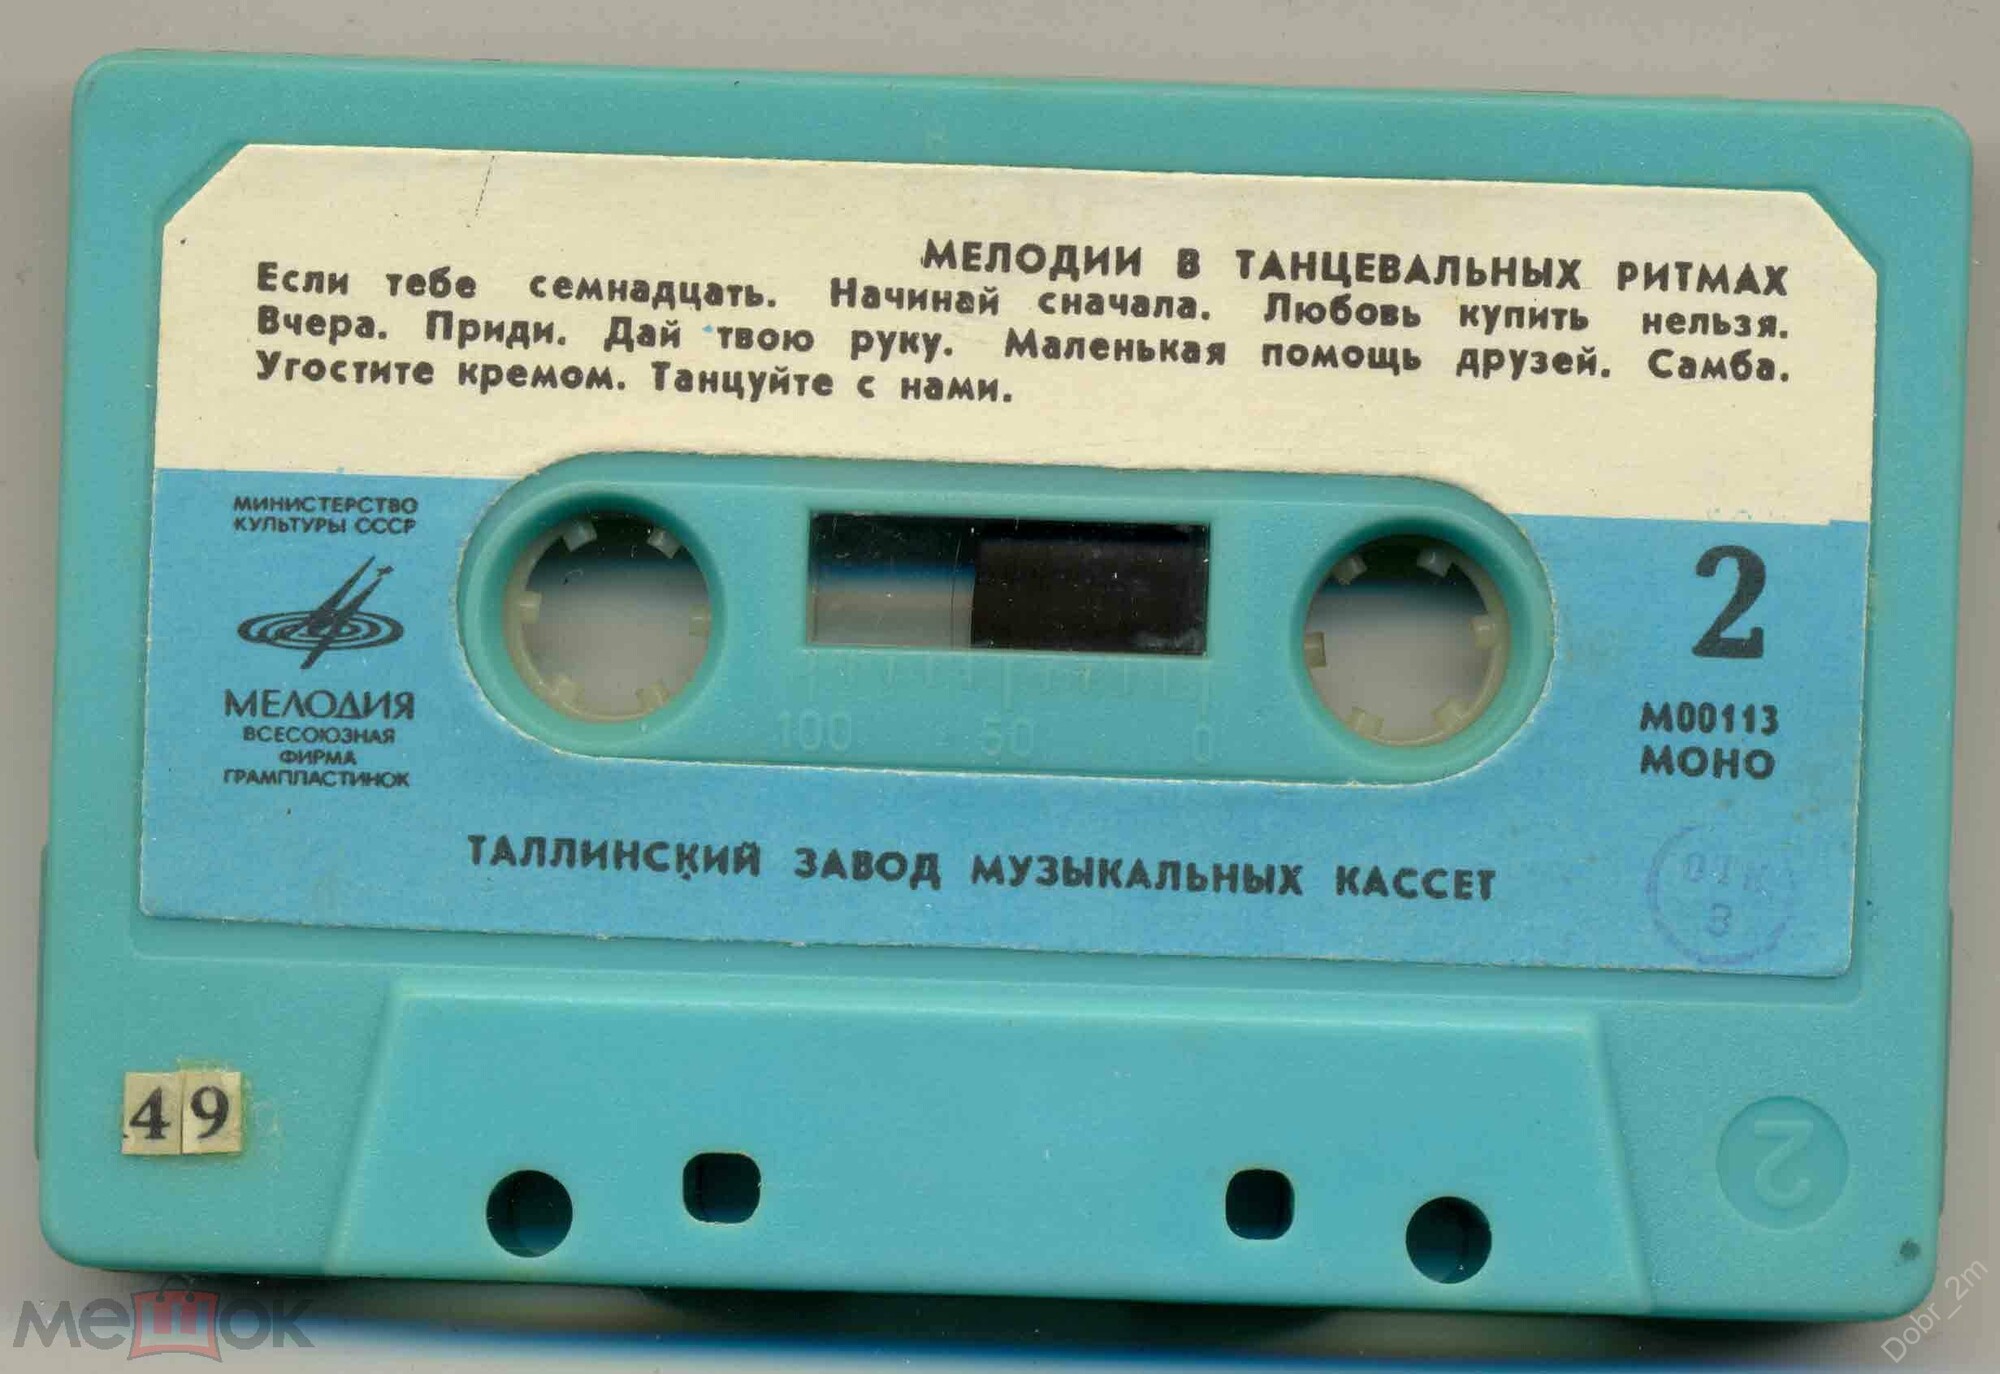 МЕЛОДИИ В ТАНЦЕВАЛЬНЫХ РИТМАХ
Если тебе семнадцать. Начинай сначала. Любовь купить нельзя.
Вчера. Приди. Дай твою руку. Маленькая помощь друзей. Самба.
Угостите кремом. Танцуйте с нами.
МИНИСТЕРСТВО
КУЛЬТУРЫ СССР
МЕЛОДИЯ
ВСЕСОЮЗНАЯ
ФИРМА
ГРАМПЛАСТИНОК
100 50 0
2
М00113
МОНО
ТАЛЛИНСКИЙ ЗАВОД МУЗЫКАЛЬНЫХ КАССЕТ
ОТК
3
49
2
мешок
Dobr_2m